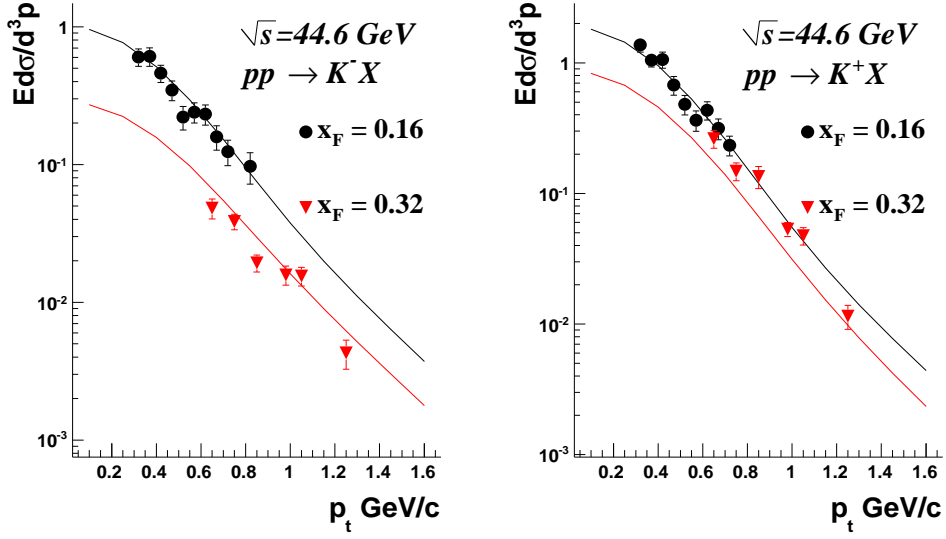 Edσ/d³p
√s=44.6 GeV
pp → K⁻X
x_F = 0.16
x_F = 0.32
1
10⁻¹
10⁻²
10⁻³
0.2 0.4 0.6 0.8 1 1.2 1.4 1.6
p_t GeV/c
Edσ/d³p
√s=44.6 GeV
pp → K⁺X
x_F = 0.16
x_F = 0.32
1
10⁻¹
10⁻²
10⁻³
0.2 0.4 0.6 0.8 1 1.2 1.4 1.6
p_t GeV/c